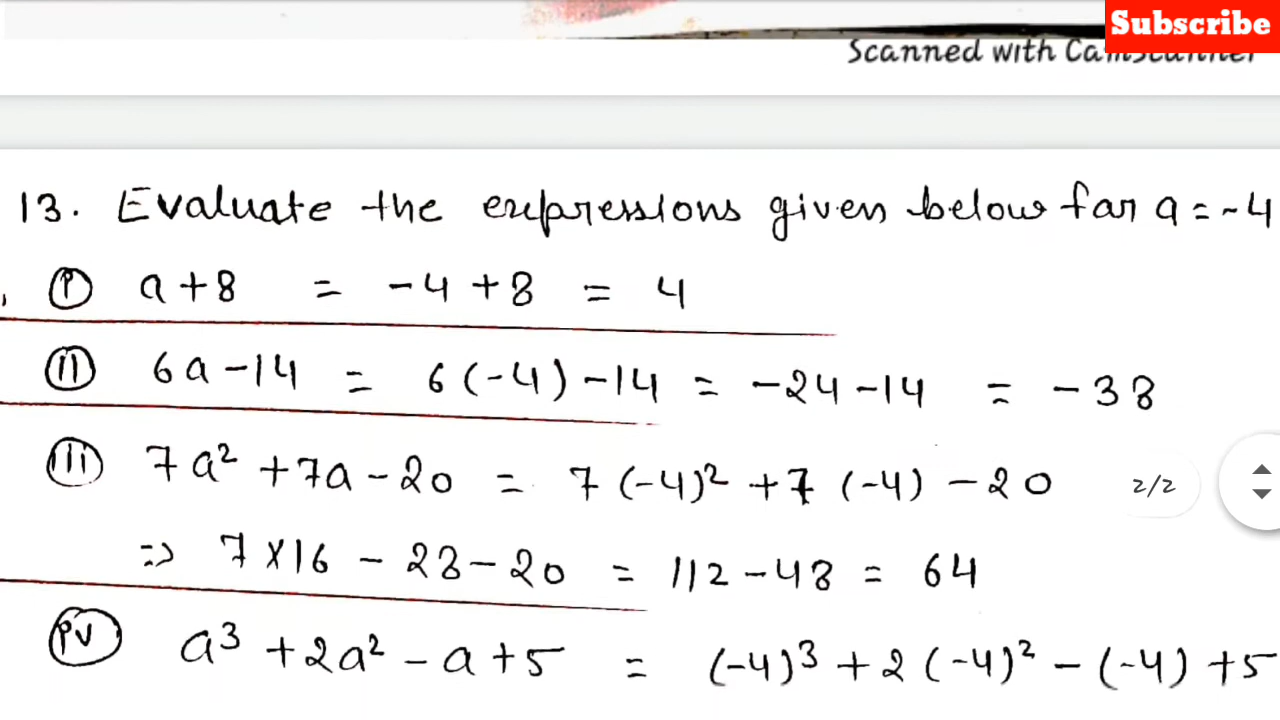 Subscribe
Scanned with CamScanner
13. Evaluate the expressions given below for a = -4
(i) a + 8 = -4 + 8 = 4
(ii) 6a - 14 = 6(-4) - 14 = -24 - 14 = -38
(iii) 7a² + 7a - 20 = 7(-4)² + 7(-4) - 20
2/2
=> 7 × 16 - 28 - 20 = 112 - 48 = 64
(iv) a³ + 2a² - a + 5 = (-4)³ + 2(-4)² - (-4) + 5